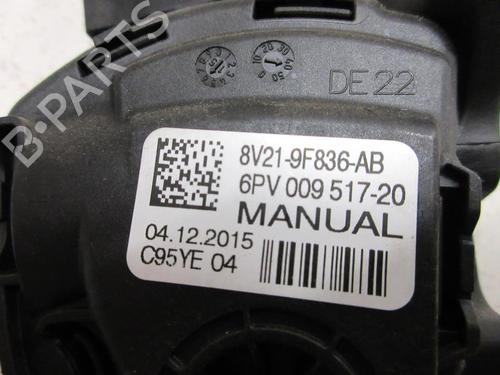 B-PARTS
DE22
8V21-9F836-AB
6PV 009 517-20
MANUAL
04.12.2015
C95YE 04